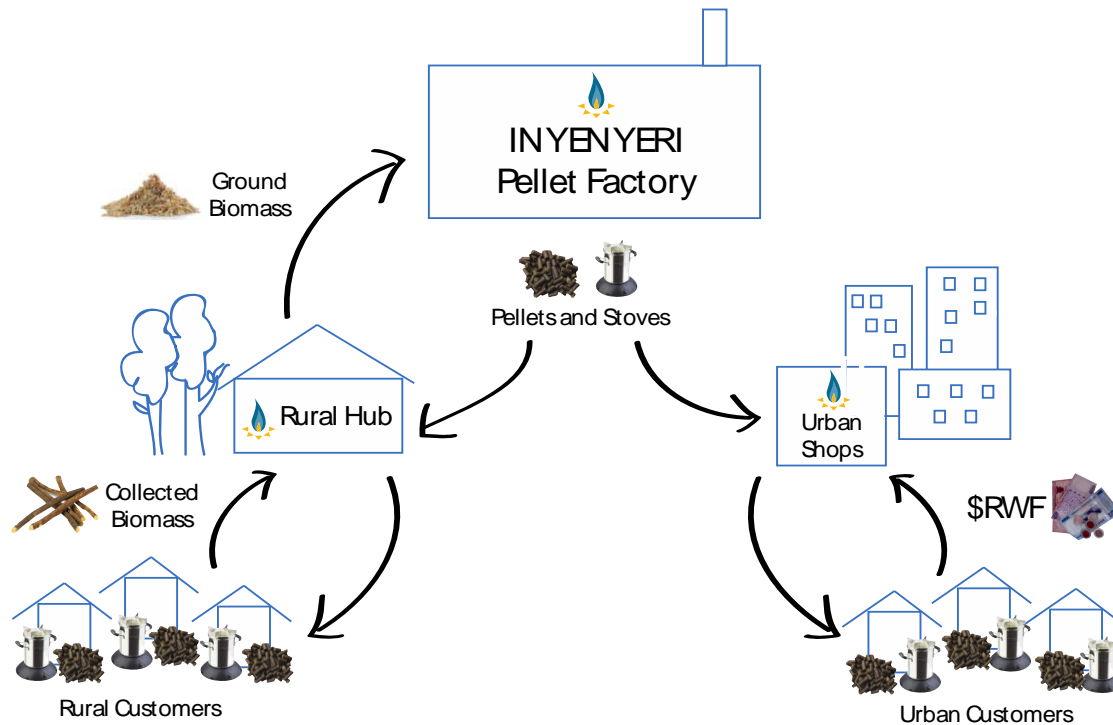 INYENYERI
Pellet Factory
Ground
Biomass
Pellets and Stoves
Rural Hub
Urban
Shops
Collected
Biomass
$RWF
Rural Customers
Urban Customers